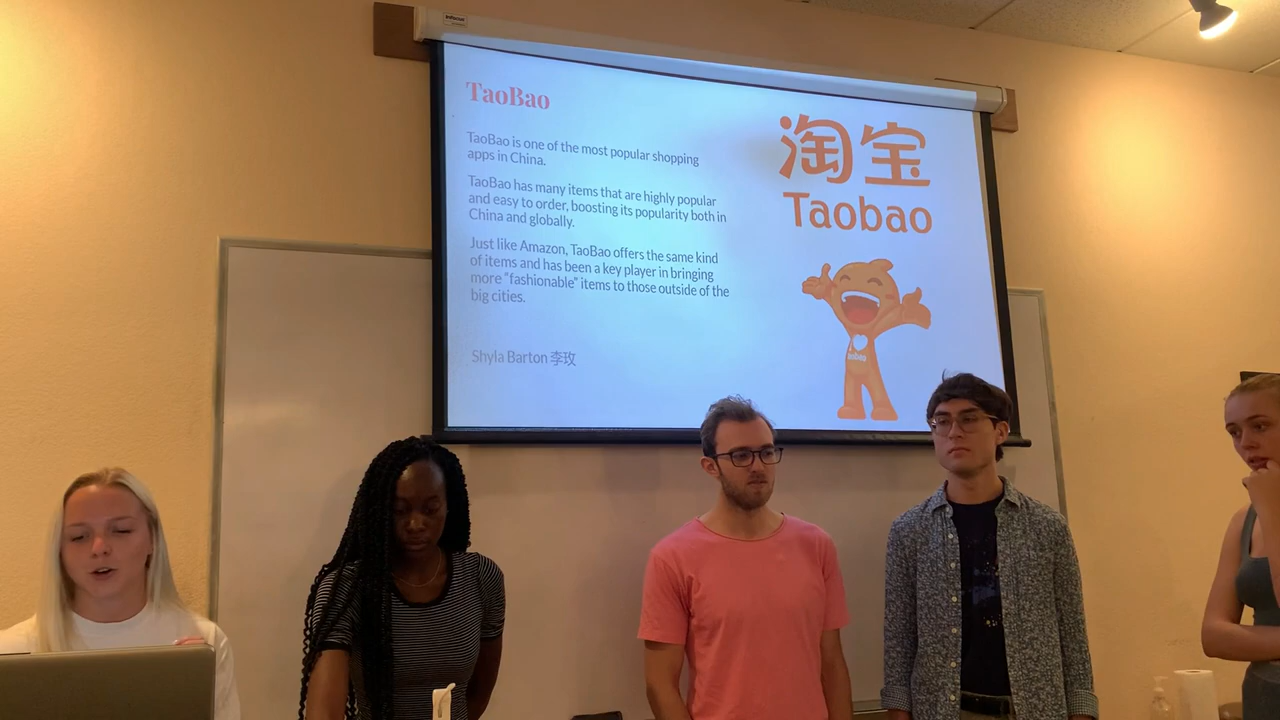 InFocus
TaoBao
TaoBao is one of the most popular shopping
apps in China.
TaoBao has many items that are highly popular
and easy to order, boosting its popularity both in
China and globally.
Just like Amazon, TaoBao offers the same kind
of items and has been a key player in bringing
more “fashionable” items to those outside of the
big cities.
Shyla Barton 李玫
淘宝
Taobao